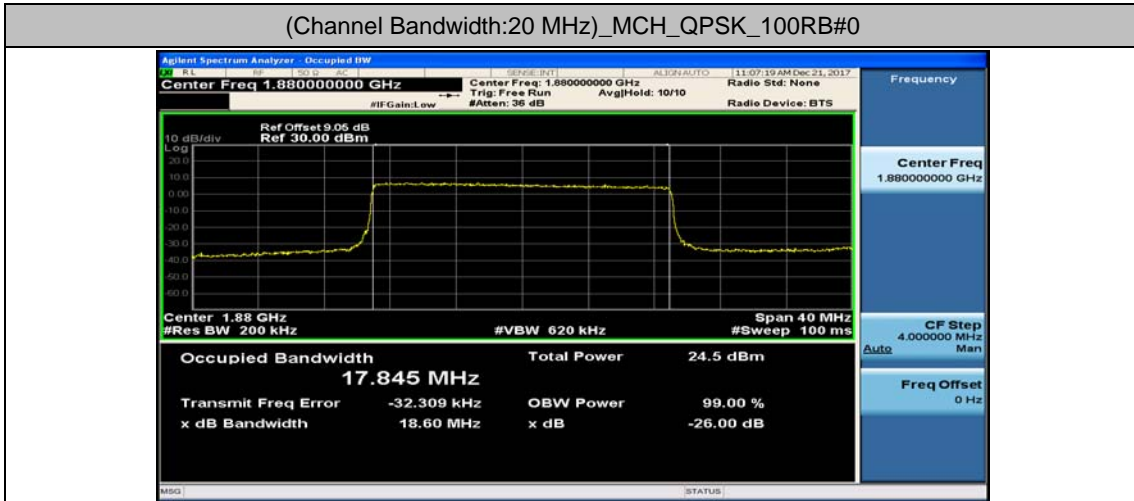 (Channel Bandwidth:20 MHz)_MCH_QPSK_100RB#0
Agilent Spectrum Analyzer - Occupied BW
RL RF 50 Ω AC SENSE:INT ALIGN AUTO 11:07:19 AM Dec 21, 2017
Center Freq 1.880000000 GHz Center Freq: 1.880000000 GHz Radio Std: None
Trig: Free Run Avg|Hold: 10/10
#IFGain:Low #Atten: 36 dB Radio Device: BTS
Frequency
Ref Offset 9.05 dB
10 dB/div Ref 30.00 dBm
Log
20.0
10.0
0.00
-10.0
-20.0
-30.0
-40.0
-50.0
-60.0
Center Freq
1.880000000 GHz
Center 1.88 GHz Span 40 MHz
#Res BW 200 kHz #VBW 620 kHz #Sweep 100 ms
CF Step
4.000000 MHz
Auto Man
Occupied Bandwidth Total Power 24.5 dBm
17.845 MHz
Transmit Freq Error -32.309 kHz OBW Power 99.00 %
x dB Bandwidth 18.60 MHz x dB -26.00 dB
Freq Offset
0 Hz
MSG STATUS